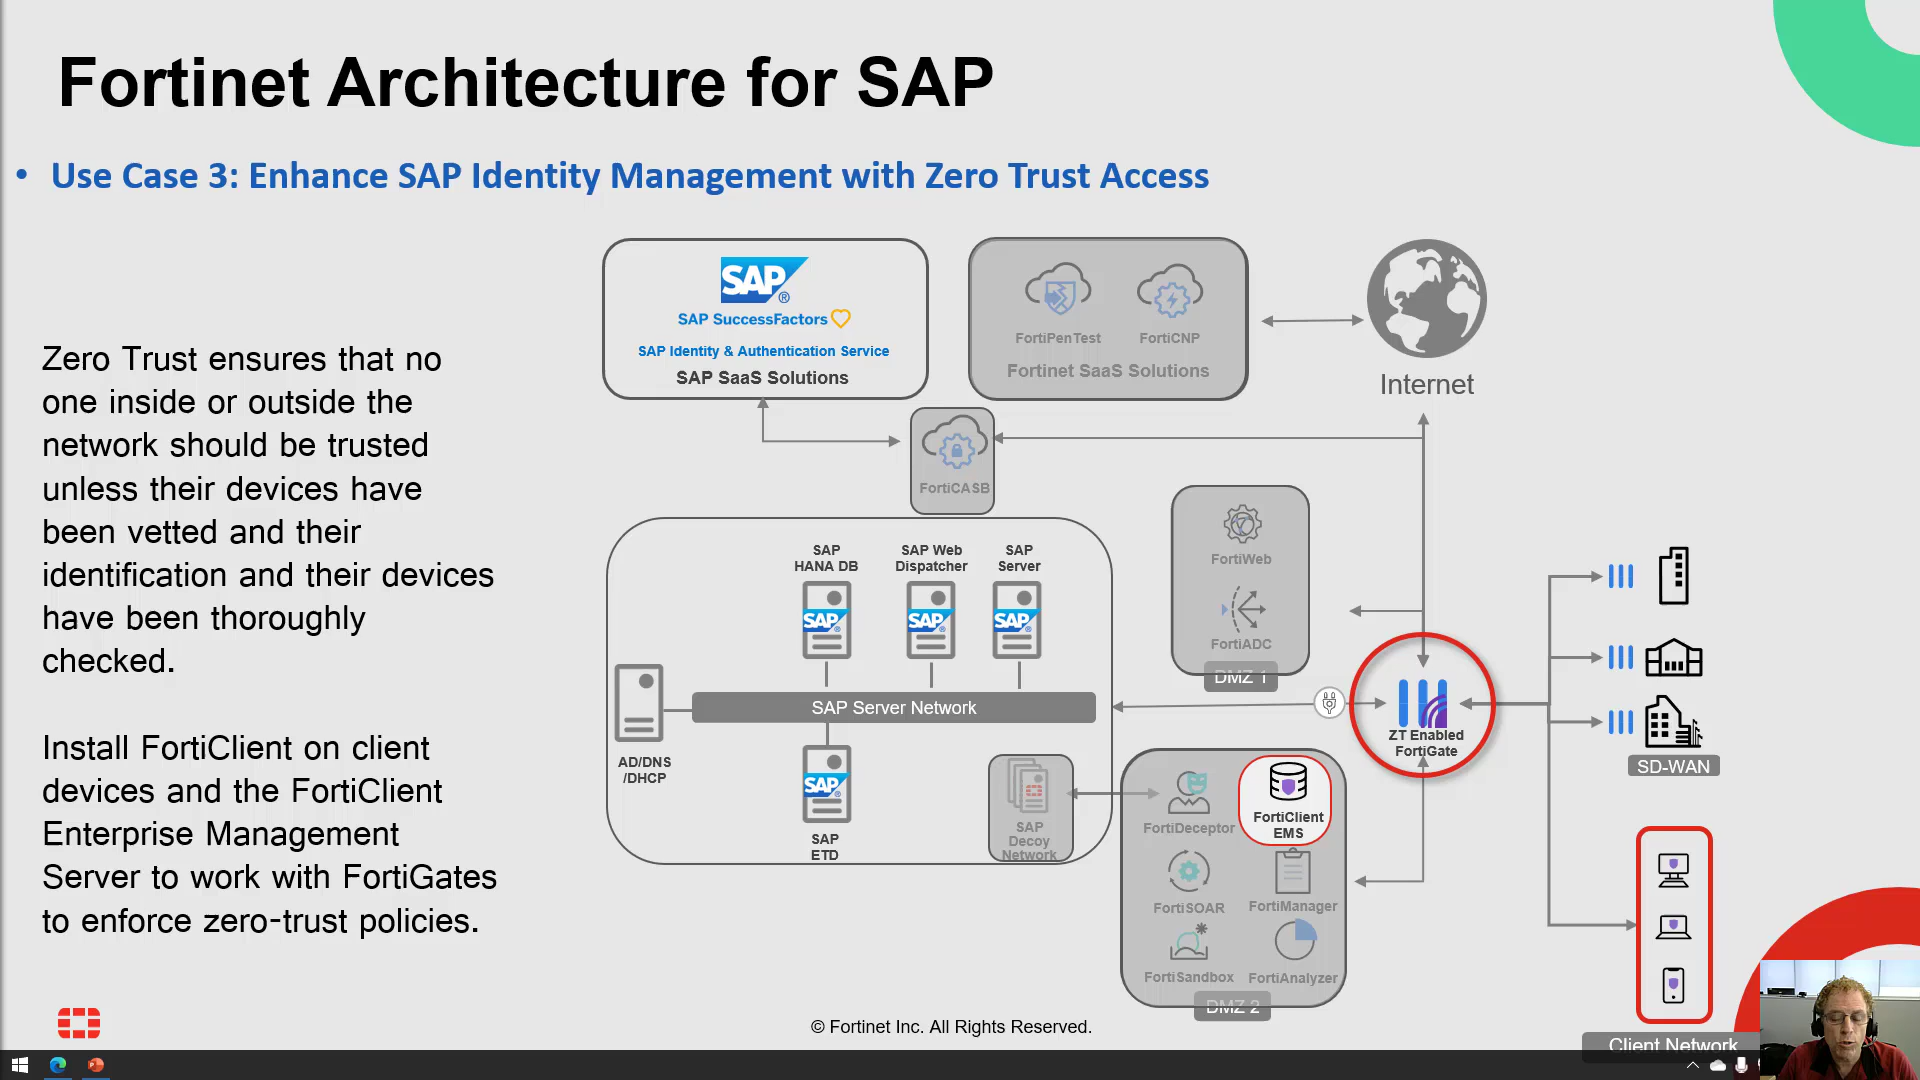 Fortinet Architecture for SAP
• Use Case 3: Enhance SAP Identity Management with Zero Trust Access
Zero Trust ensures that no
one inside or outside the
network should be trusted
unless their devices have
been vetted and their
identification and their devices
have been thoroughly
checked.
Install FortiClient on client
devices and the FortiClient
Enterprise Management
Server to work with FortiGates
to enforce zero-trust policies.
SAP®
SAP SuccessFactors
SAP Identity & Authentication Service
SAP SaaS Solutions
FortiPenTest
FortiCNP
Fortinet SaaS Solutions
Internet
FortiCASB
FortiWeb
FortiADC
DMZ 1
SAP
HANA DB
SAP Web
Dispatcher
SAP
Server
SAP®
SAP®
SAP®
SAP Server Network
AD/DNS
/DHCP
SAP®
SAP
ETD
SAP
Decoy
Network
ZT Enabled
FortiGate
SD-WAN
FortiDeceptor
FortiClient
EMS
FortiSOAR
FortiManager
FortiSandbox
FortiAnalyzer
DMZ 2
Client Network
© Fortinet Inc. All Rights Reserved.